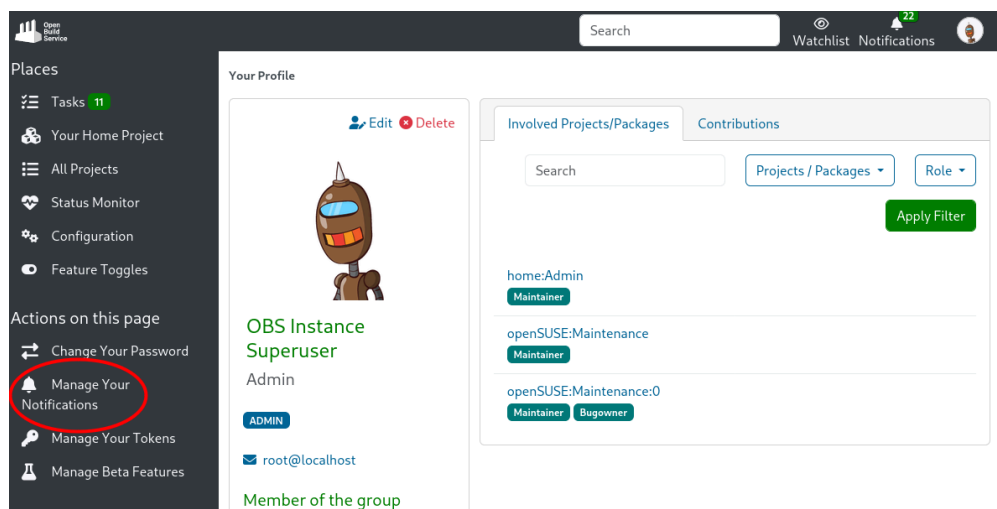 Open
Build
Service
Search
22
Watchlist Notifications
Places
Tasks 11
Your Home Project
All Projects
Status Monitor
Configuration
Feature Toggles
Actions on this page
Change Your Password
Manage Your
Notifications
Manage Your Tokens
Manage Beta Features
Your Profile
Edit Delete
OBS Instance
Superuser
Admin
ADMIN
root@localhost
Member of the group
Involved Projects/Packages Contributions
Search Projects / Packages Role
Apply Filter
home:Admin
Maintainer
openSUSE:Maintenance
Maintainer
openSUSE:Maintenance:0
Maintainer Bugowner